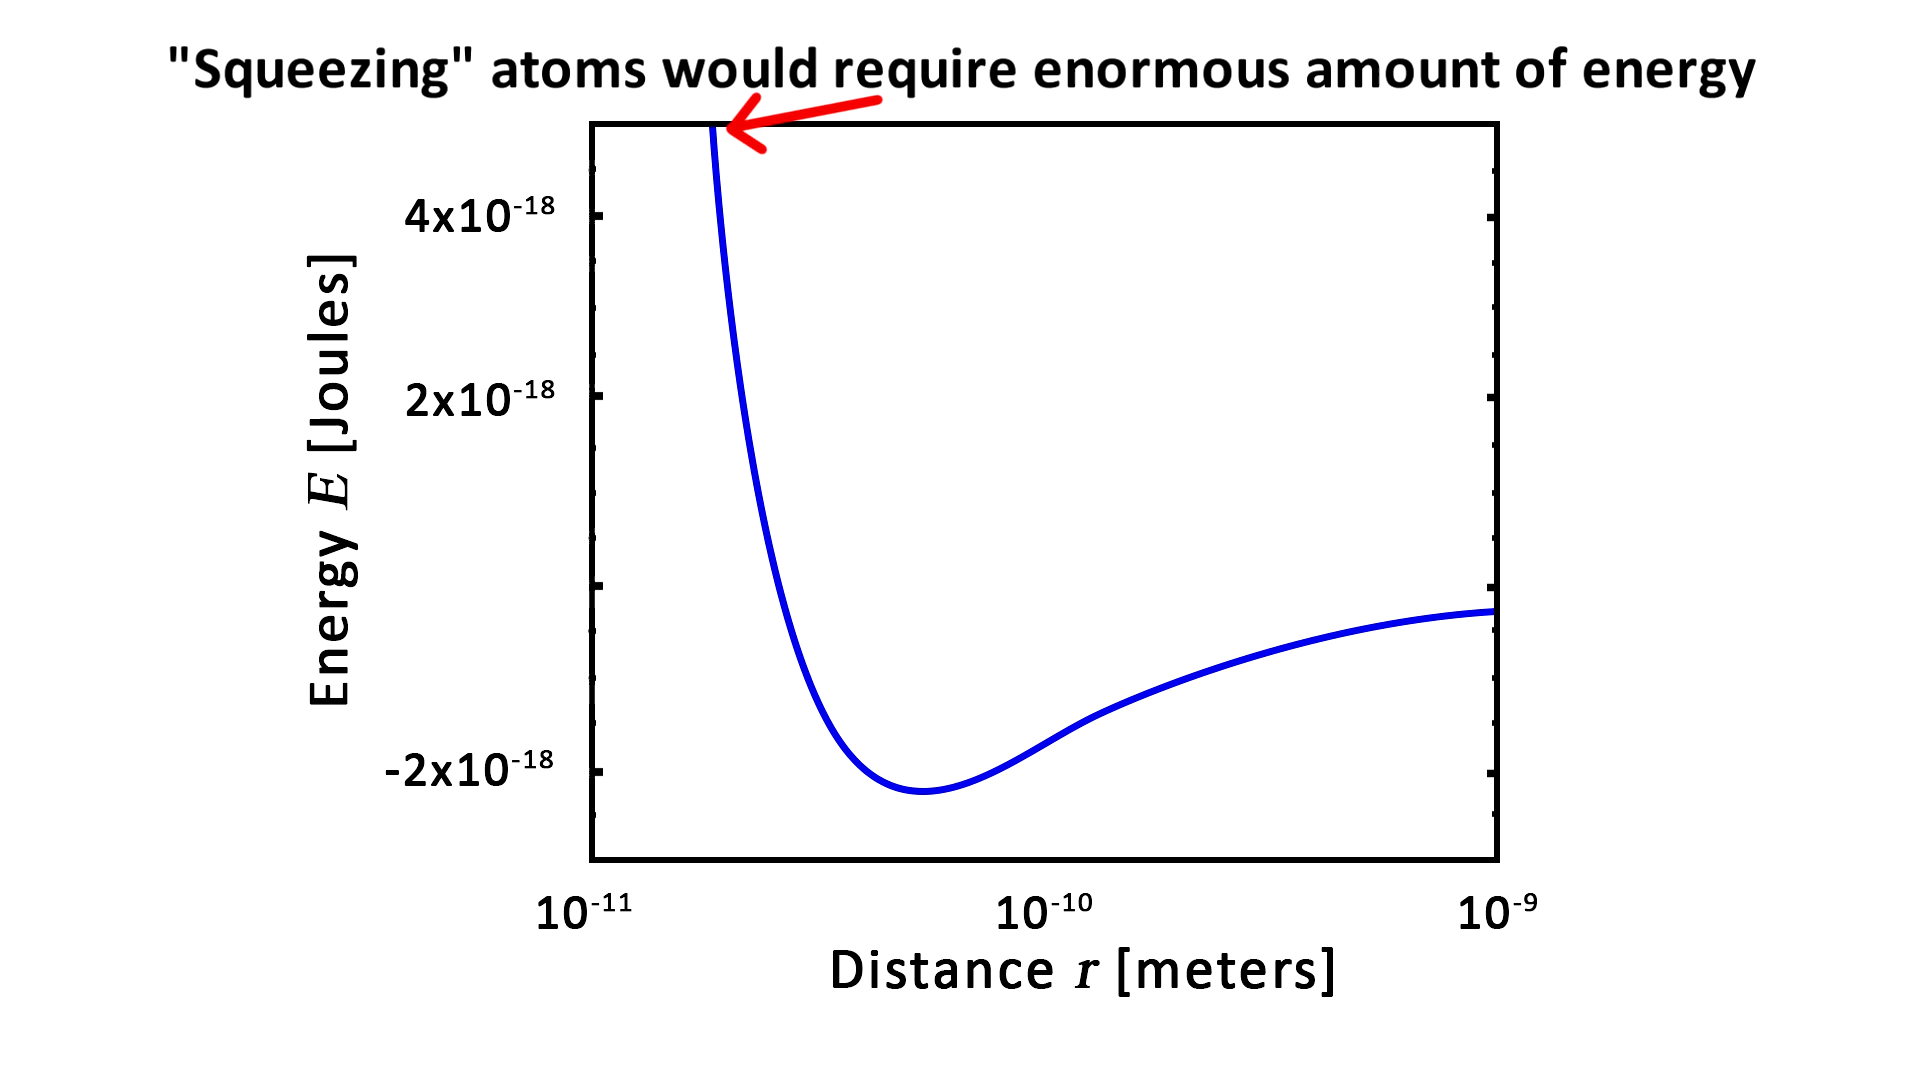 "Squeezing" atoms would require enormous amount of energy
4x10⁻¹⁸
2x10⁻¹⁸
-2x10⁻¹⁸
Energy E [Joules]
10⁻¹¹ 10⁻¹⁰ 10⁻⁹
Distance r [meters]